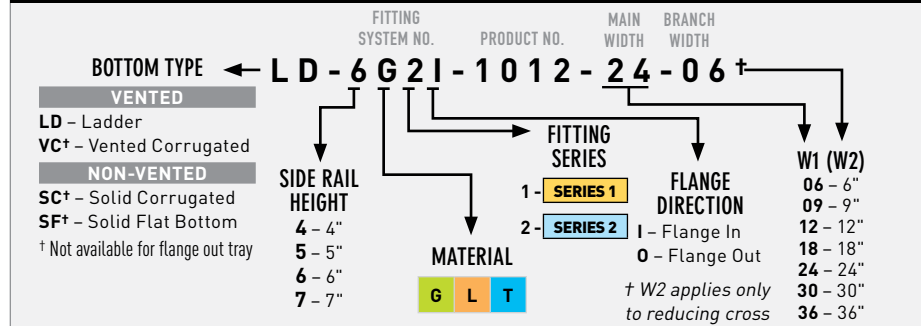 FITTING
SYSTEM NO.
PRODUCT NO.
MAIN
WIDTH
BRANCH
WIDTH
BOTTOM TYPE
LD-6G2I-1012-24-06†
VENTED
LD – Ladder
VC† – Vented Corrugated
NON-VENTED
SC† – Solid Corrugated
SF† – Solid Flat Bottom
† Not available for flange out tray
SIDE RAIL
HEIGHT
4 – 4"
5 – 5"
6 – 6"
7 – 7"
MATERIAL
G L T
FITTING
SERIES
1 - SERIES 1
2 - SERIES 2
FLANGE
DIRECTION
I – Flange In
O – Flange Out
† W2 applies only
to reducing cross
W1 (W2)
06 – 6"
09 – 9"
12 – 12"
18 – 18"
24 – 24"
30 – 30"
36 – 36"